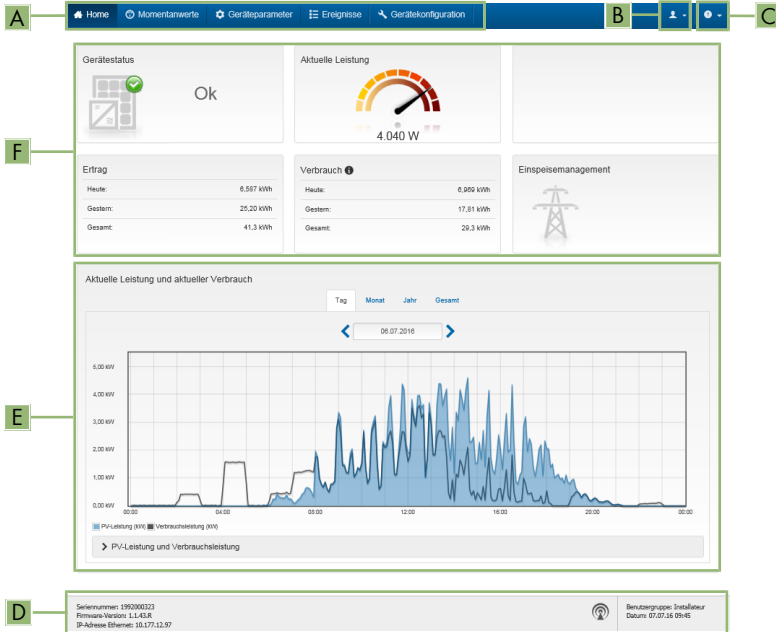 A
Home Momentanwerte Geräteparameter Ereignisse Gerätekonfiguration
B
C
F
Gerätestatus
Ok
Aktuelle Leistung
4.040 W
Ertrag
Heute: 6,587 kWh
Gestern: 25,20 kWh
Gesamt: 41,3 kWh
Verbrauch
Heute: 6,969 kWh
Gestern: 17,81 kWh
Gesamt: 29,3 kWh
Einspeisemanagement
E
Aktuelle Leistung und aktueller Verbrauch
Tag Monat Jahr Gesamt
06.07.2016
5,00 kW
4,00 kW
3,00 kW
2,00 kW
1,00 kW
0,00 kW
00:00 04:00 08:00 12:00 16:00 20:00 00:00
PV-Leistung (kW) Verbrauchsleistung (kW)
PV-Leistung und Verbrauchsleistung
D
Seriennummer: 1992000323
Firmware-Version: 1.1.43.R
IP-Adresse Ethernet: 10.177.12.97
Benutzergruppe: Installateur
Datum: 07.07.16 09:45